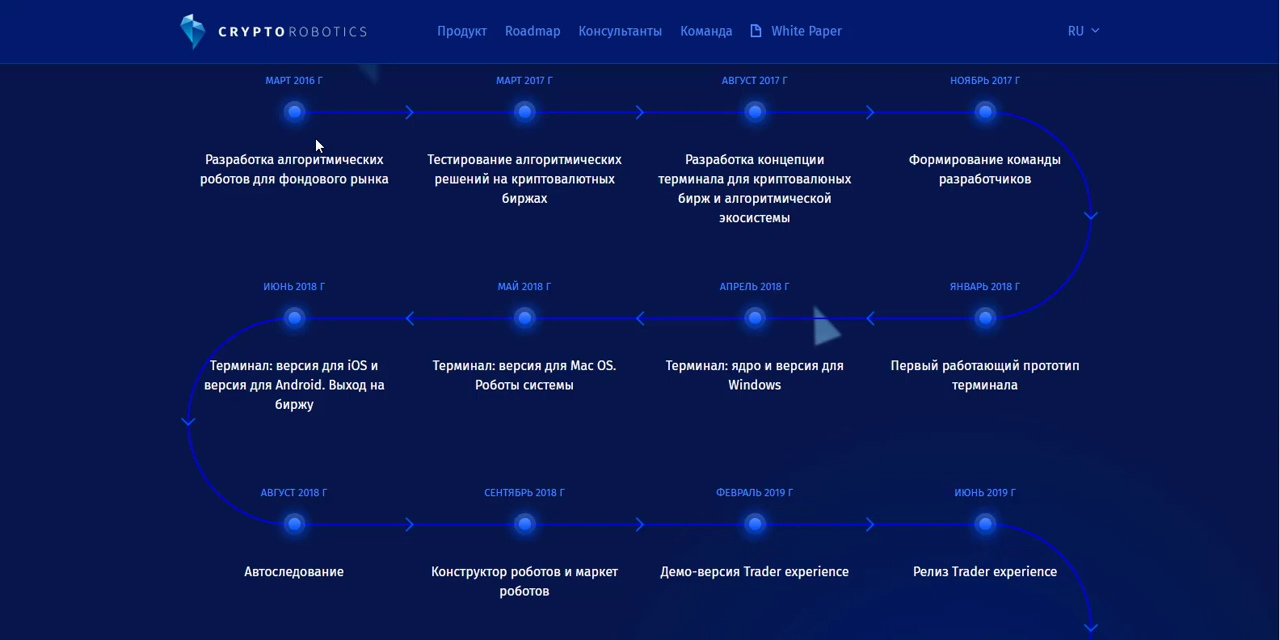 CRYPTOROBOTICS
Продукт
Roadmap
Консультанты
Команда
White Paper
RU
МАРТ 2016 Г
МАРТ 2017 Г
АВГУСТ 2017 Г
НОЯБРЬ 2017 Г
Разработка алгоритмических
роботов для фондового рынка
Тестирование алгоритмических
решений на криптовалютных
биржах
Разработка концепции
терминала для криптовалюных
бирж и алгоритмической
экосистемы
Формирование команды
разработчиков
ИЮНЬ 2018 Г
МАЙ 2018 Г
АПРЕЛЬ 2018 Г
ЯНВАРЬ 2018 Г
Терминал: версия для iOS и
версия для Android. Выход на
биржу
Терминал: версия для Mac OS.
Роботы системы
Терминал: ядро и версия для
Windows
Первый работающий прототип
терминала
АВГУСТ 2018 Г
СЕНТЯБРЬ 2018 Г
ФЕВРАЛЬ 2019 Г
ИЮНЬ 2019 Г
Автоследование
Конструктор роботов и маркет
роботов
Демо-версия Trader experience
Релиз Trader experience